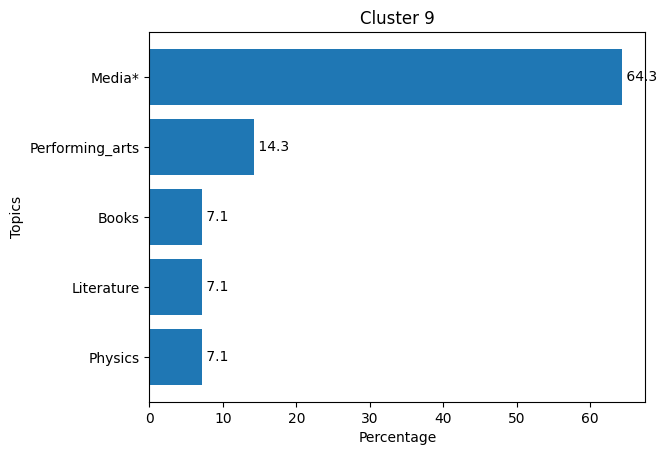 Cluster 9
Topics
Media* 64.3
Performing_arts 14.3
Books 7.1
Literature 7.1
Physics 7.1
0 10 20 30 40 50 60
Percentage